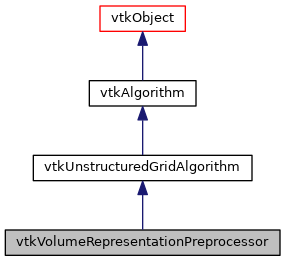 vtkObject
vtkAlgorithm
vtkUnstructuredGridAlgorithm
vtkVolumeRepresentationPreprocessor